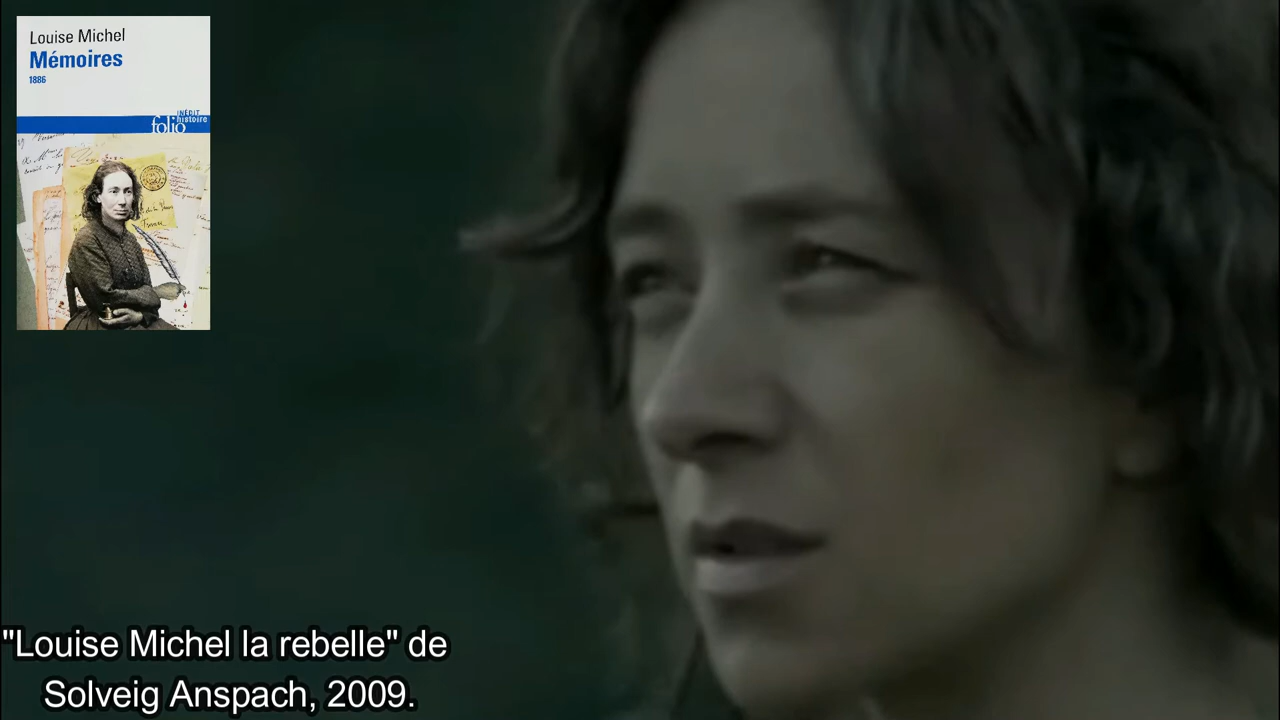 Louise Michel
Mémoires
1886
INÉDIT
histoire
folio
"Louise Michel la rebelle" de
Solveig Anspach, 2009.